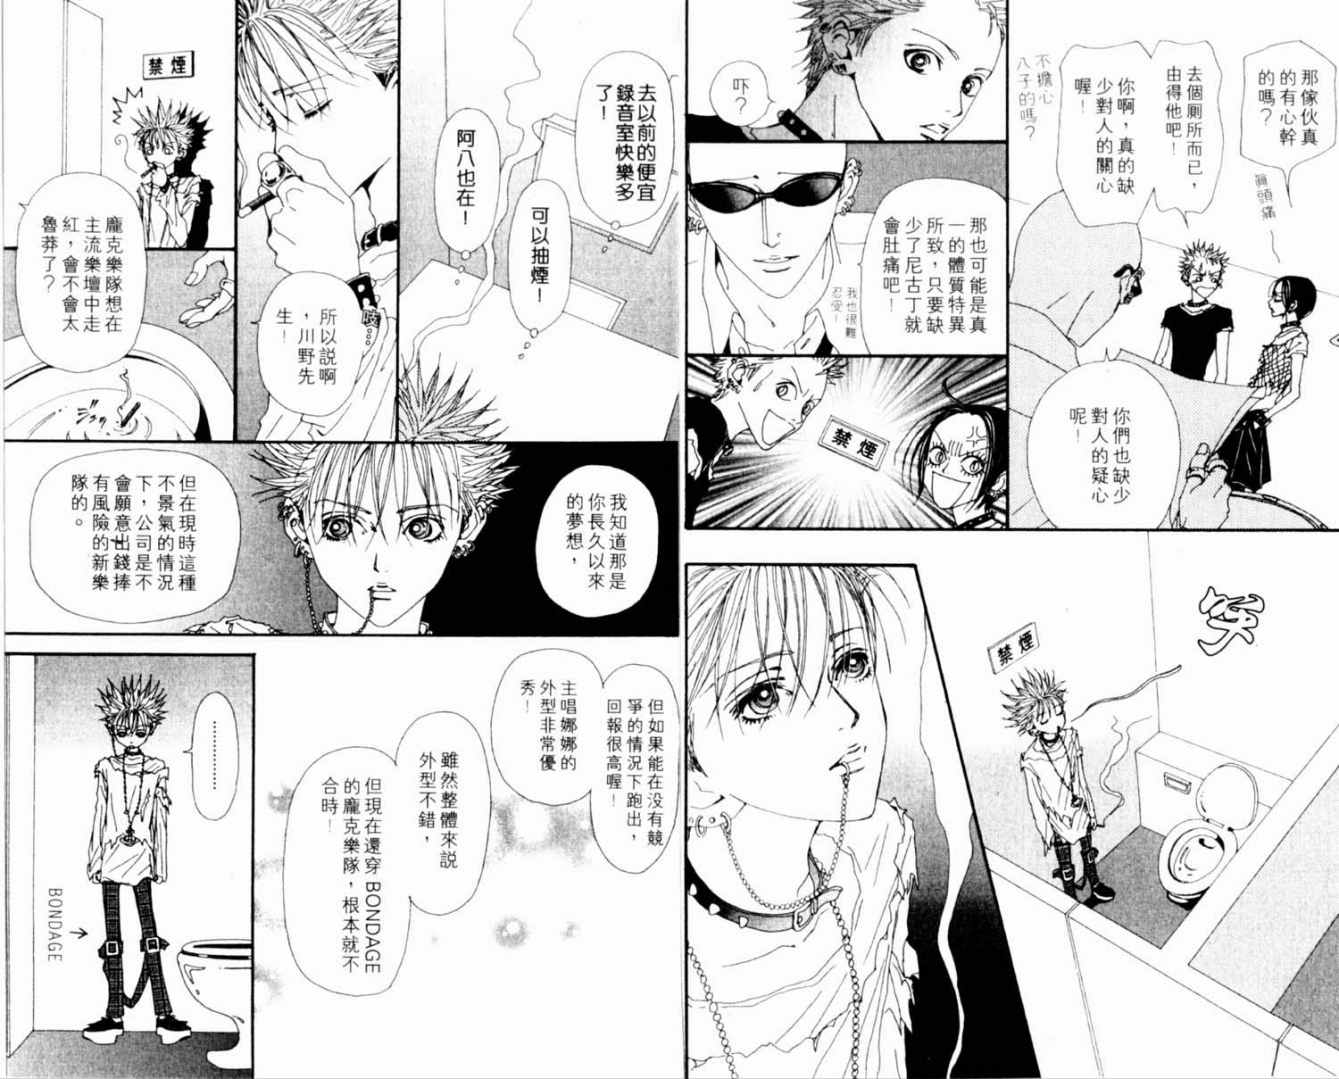 那傢伙真
的有心幹
的嗎？
真頭痛
去個厠所而已，
由得他吧！
你啊，真的缺
少對人的關心
喔！
不擔心
八子的嗎？
你們也缺少
對人的疑心
呢！
吓？
那也可能是真
一的體質特異
所致，只要缺
少了尼古丁就
會肚痛吧！
我也很難
忍受！
禁煙
禁煙
去以前的便宜
錄音室快樂多
了！
可以抽煙！
阿八也在！
吱…
所以說啊
，川野先
生！
禁煙
龐克樂隊想在
主流樂壇中走
紅，會不會太
魯莽了？
我知道那是
你長久以來
的夢想，
但在現時這種
不景氣的情況
下，公司是不
會願意出錢捧
有風險的新樂
隊的。
但如果能在没有競
爭的情況下跑出，
回報很高喔！
主唱娜娜的
外型非常優
秀！
雖然整體來說
外型不錯，
但現在還穿BONDAGE
的龐克樂隊，根本就不
合時！
…………
BONDAGE